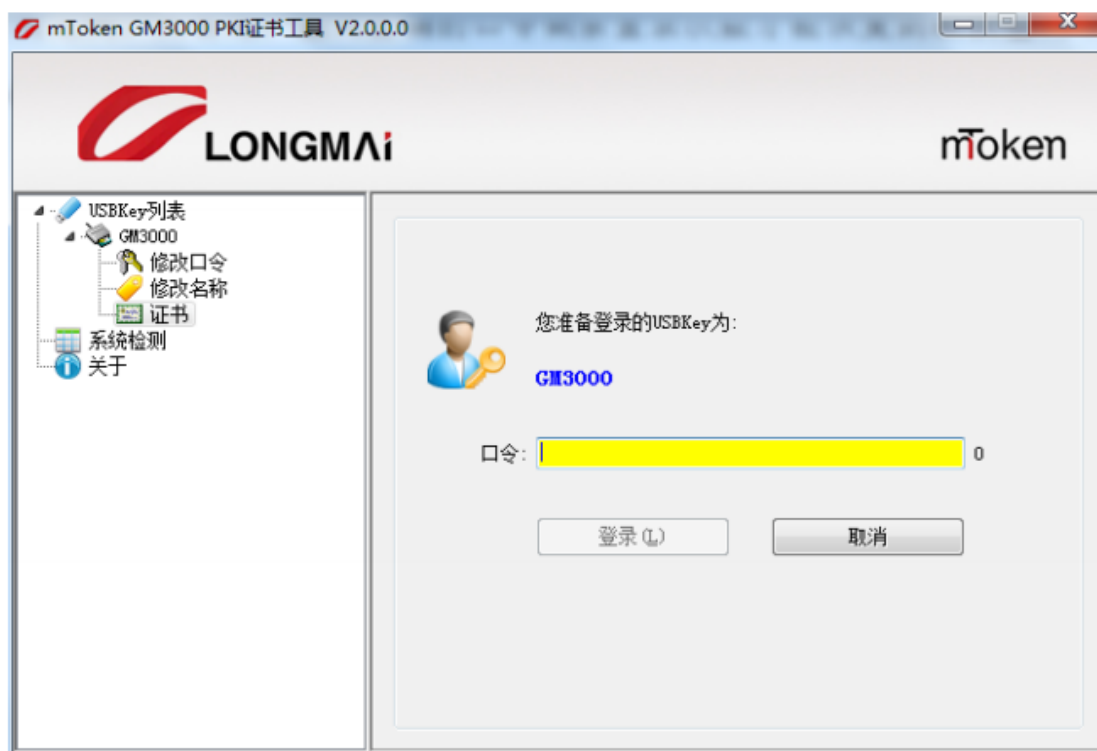 mToken GM3000 PKI证书工具 V2.0.0.0
LONGMAi
mToken
USBKey列表
GM3000
修改口令
修改名称
证书
系统检测
关于
您准备登录的USBKey为:
GM3000
口令: 0
登录(L) 取消